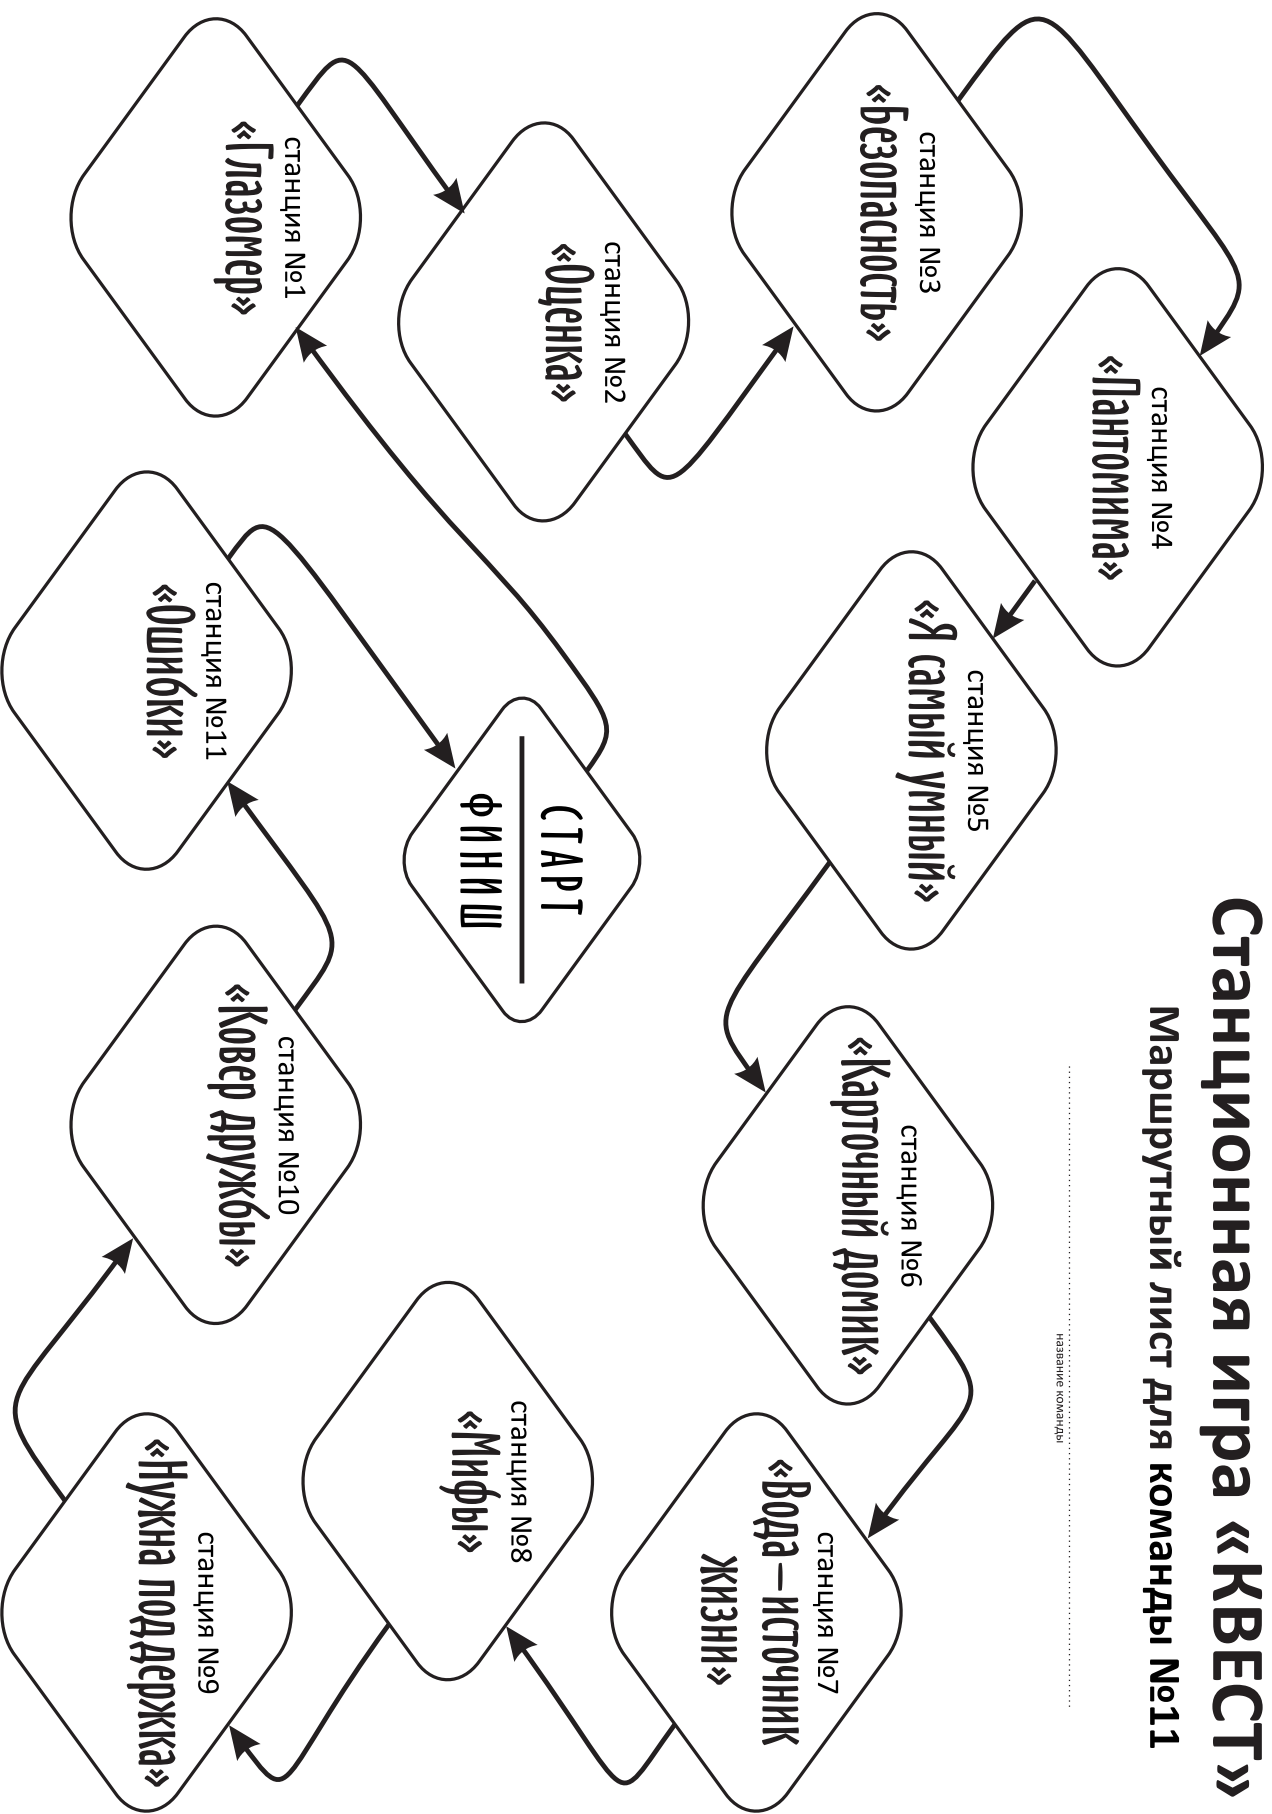 Станционная игра «КВЕСТ»
Маршрутный лист для команды №11
название команды
станция №1
«Глазомер»
станция №2
«Оценка»
станция №3
«Безопасность»
станция №4
«Пантомима»
станция №5
«Я самый умный»
станция №6
«Карточный домик»
станция №7
«Вода – источник
жизни»
станция №8
«Мифы»
станция №9
«Нужна поддержка»
станция №10
«Ковер дружбы»
станция №11
«Ошибки»
СТАРТ
ФИНИШ